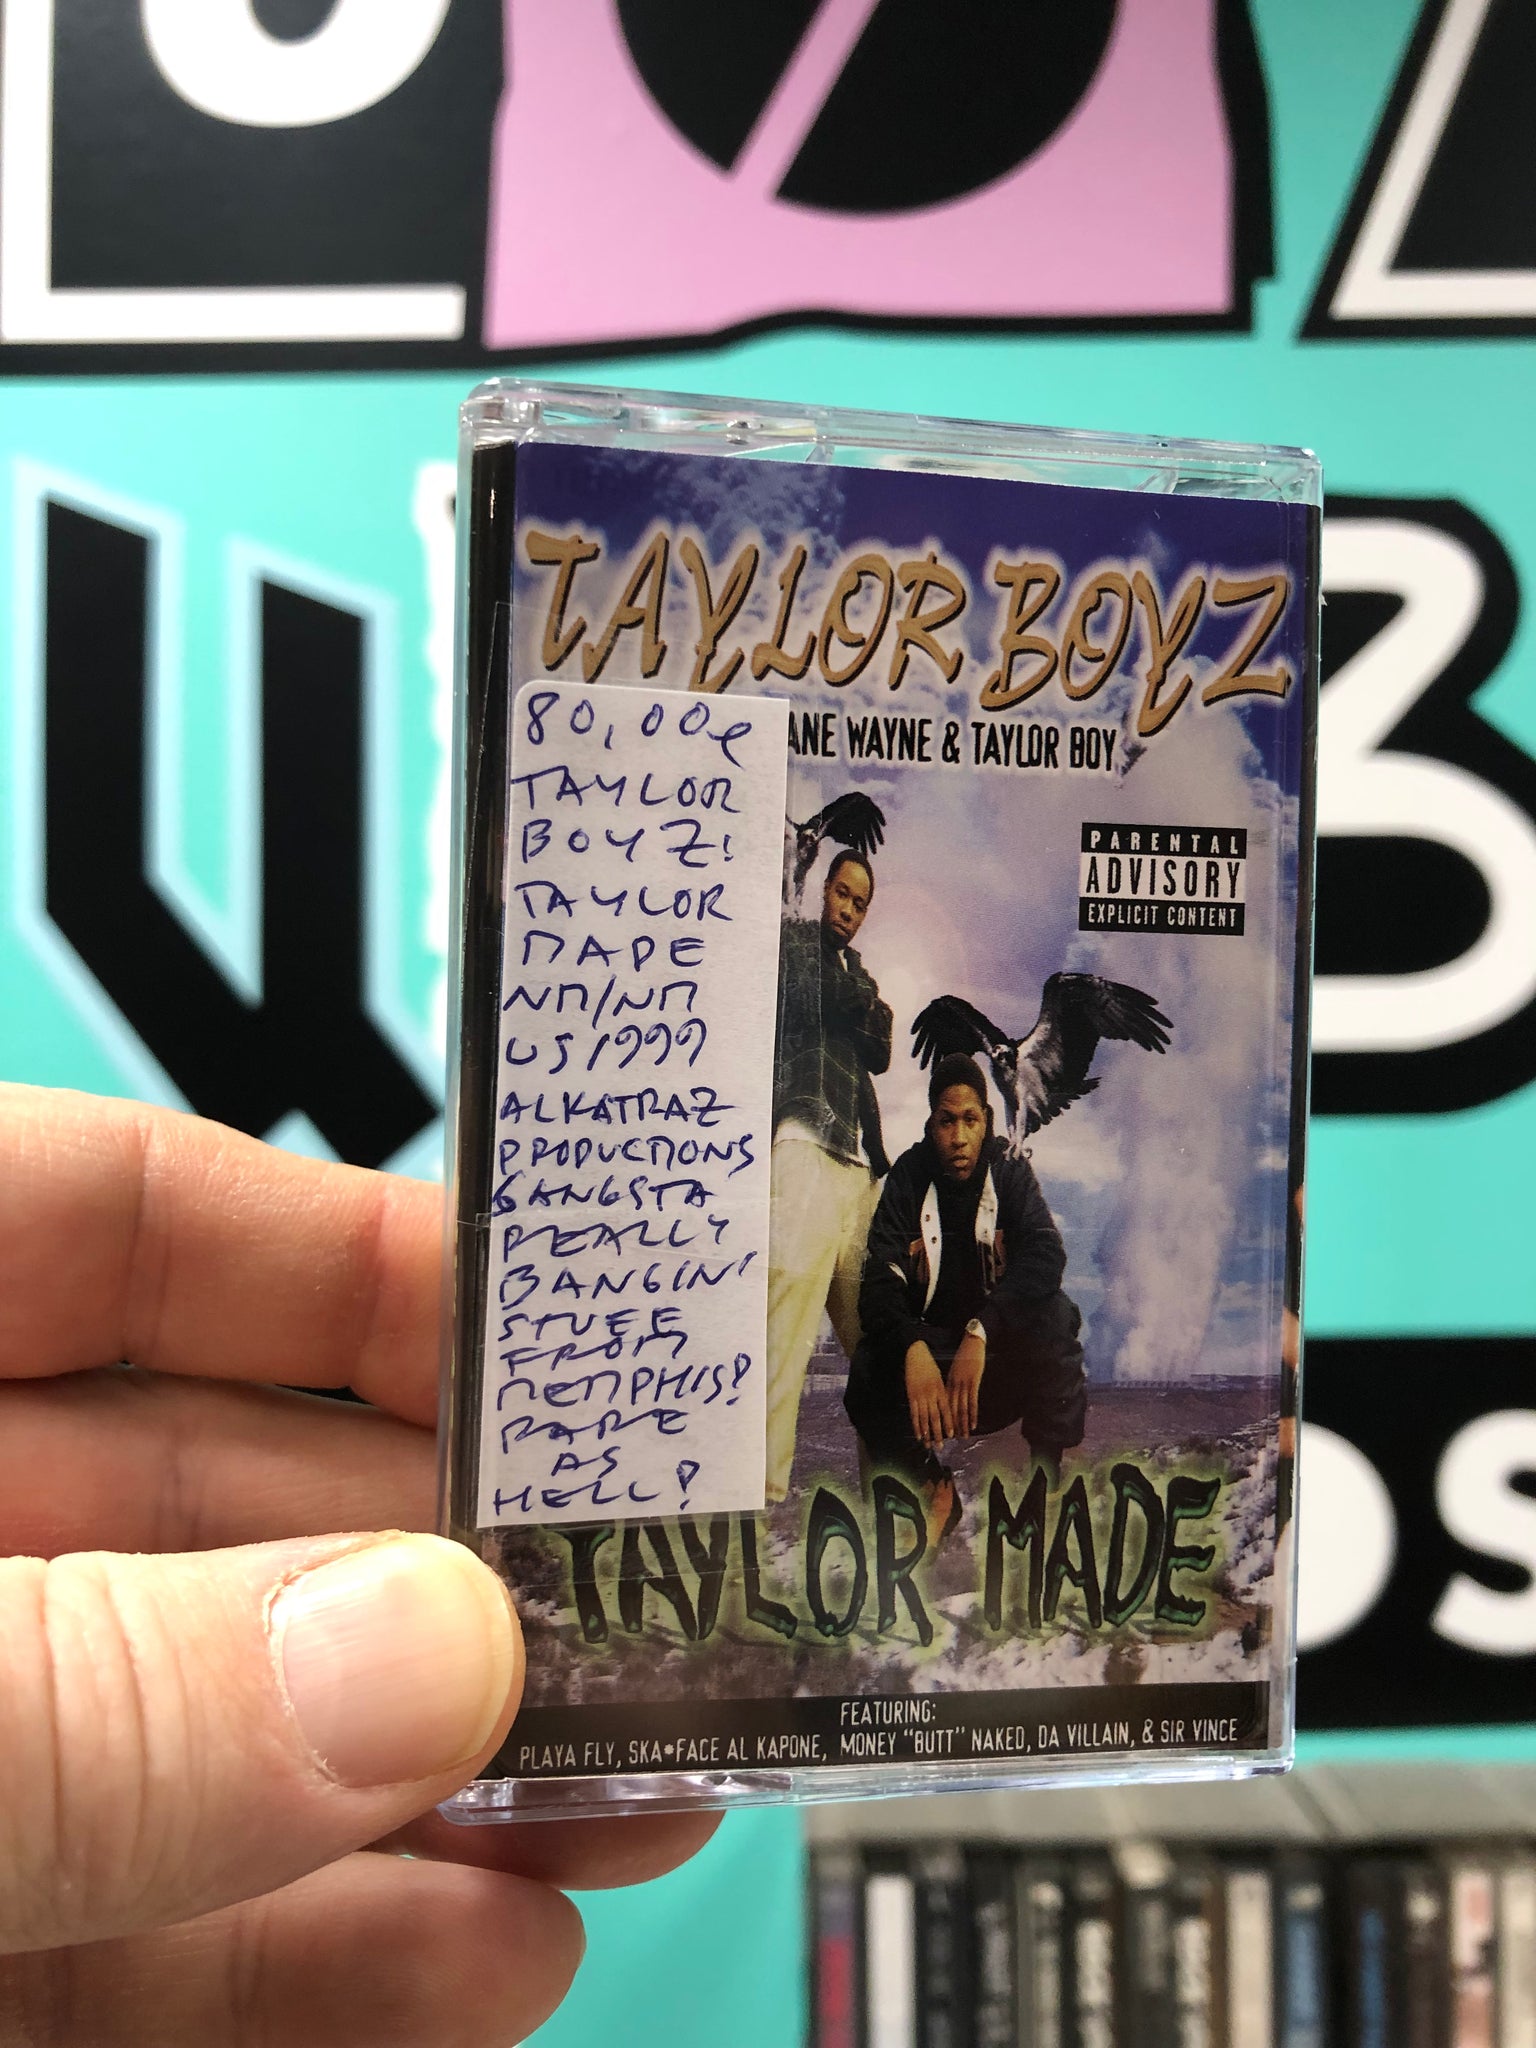 TAYLOR BOYZ
ANE WAYNE & TAYLOR BOY
80,00e
TAYLOR
BOYZ:
TAYLOR
MADE
NM/NM
US/1999
ALKATRAZ
PRODUCTIONS
GANGSTA
REALLY
BANGIN'
STUFF
FROM
MEMPHIS!
RARE
AS
HELL!
PARENTAL
ADVISORY
EXPLICIT CONTENT
TAYLOR MADE
FEATURING:
PLAYA FLY, SKA*FACE AL KAPONE, MONEY "BUTT" NAKED, DA VILLAIN, & SIR VINCE